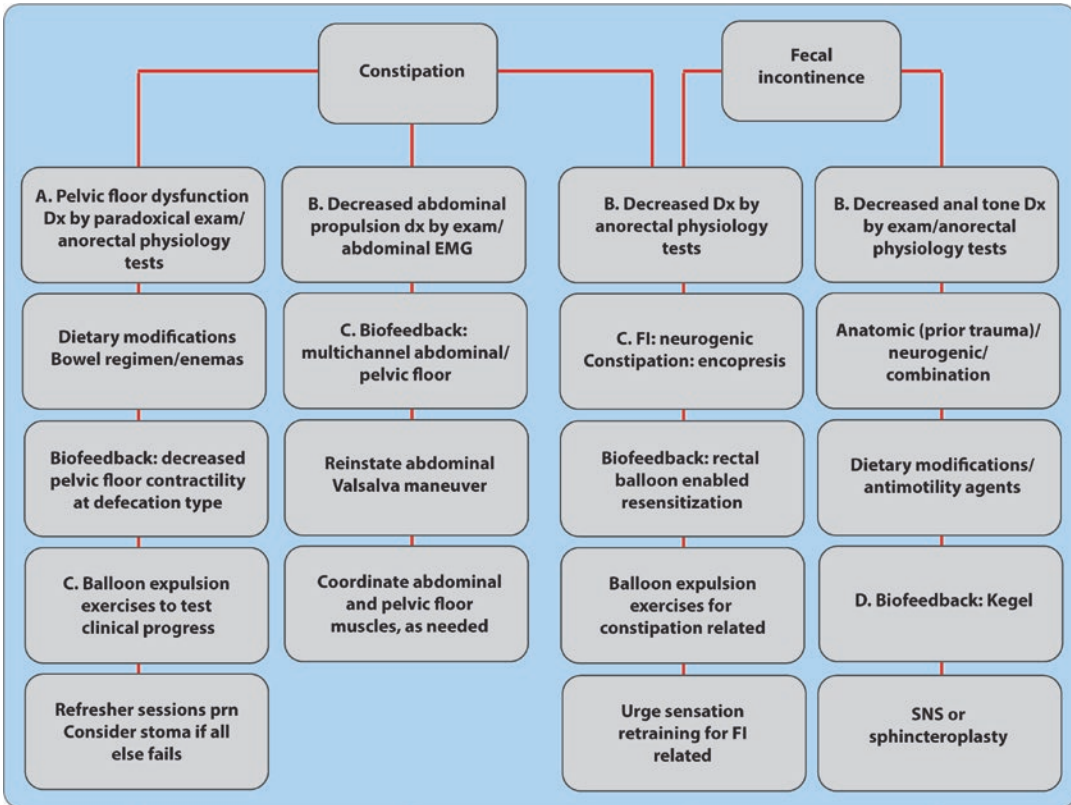 Constipation
Fecal
incontinence
A. Pelvic floor dysfunction
Dx by paradoxical exam/
anorectal physiology
tests
B. Decreased abdominal
propulsion dx by exam/
abdominal EMG
B. Decreased Dx by
anorectal physiology
tests
B. Decreased anal tone Dx
by exam/anorectal
physiology tests
Dietary modifications
Bowel regimen/enemas
C. Biofeedback:
multichannel abdominal/
pelvic floor
C. FI: neurogenic
Constipation: encopresis
Anatomic (prior trauma)/
neurogenic/
combination
Biofeedback: decreased
pelvic floor contractility
at defecation type
Reinstate abdominal
Valsalva maneuver
Biofeedback: rectal
balloon enabled
resensitization
Dietary modifications/
antimotility agents
C. Balloon expulsion
exercises to test
clinical progress
Coordinate abdominal
and pelvic floor
muscles, as needed
Balloon expulsion
exercises for
constipation related
D. Biofeedback: Kegel
Refresher sessions prn
Consider stoma if all
else fails
Urge sensation
retraining for FI
related
SNS or
sphincteroplasty